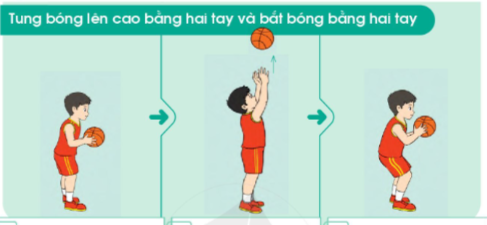 Tung bóng lên cao bằng hai tay và bắt bóng bằng hai tay